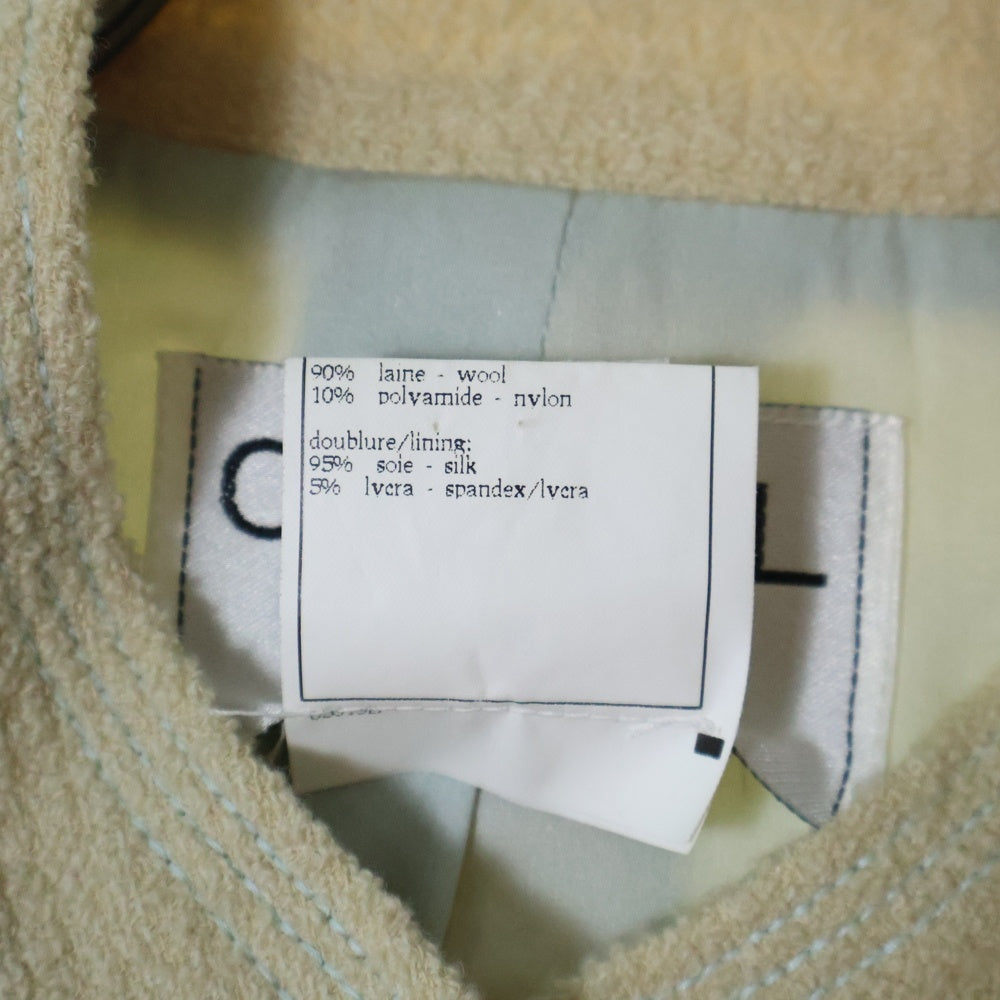 90% laine - wool
10% polyamide - nylon
doublure/lining:
95% soie - silk
5% lycra - spandex/lycra
C L